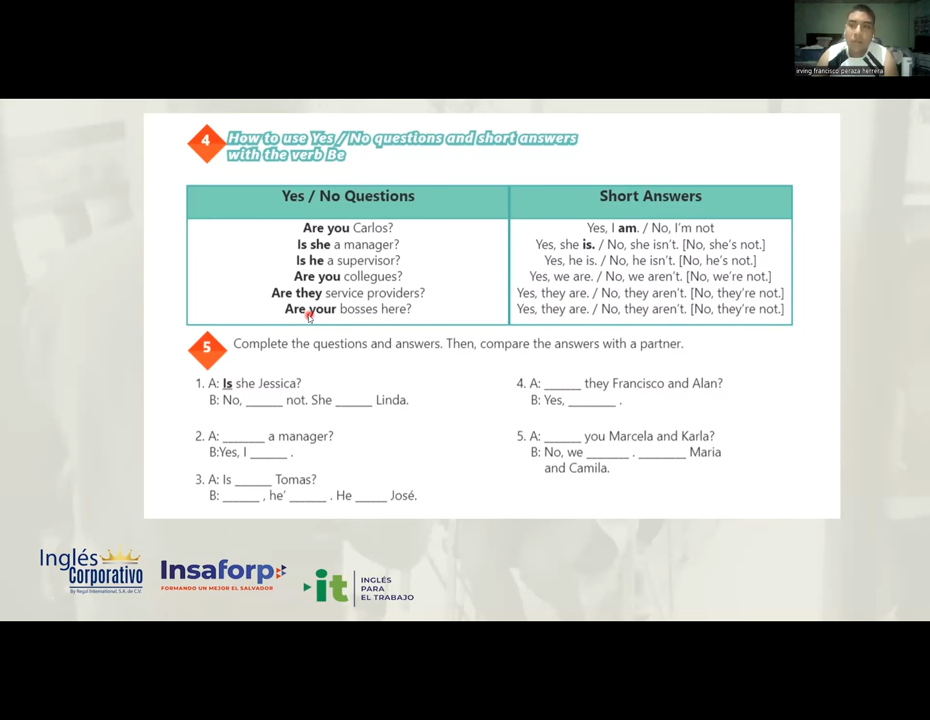 irving francisco peraza herrera
4
How to use Yes / No questions and short answers
with the verb Be
Yes / No Questions
Short Answers
Are you Carlos?
Yes, I am. / No, I'm not
Is she a manager?
Yes, she is. / No, she isn't. [No, she's not.]
Is he a supervisor?
Yes, he is. / No, he isn't. [No, he's not.]
Are you collegues?
Yes, we are. / No, we aren't. [No, we're not.]
Are they service providers?
Yes, they are. / No, they aren't. [No, they're not.]
Are your bosses here?
Yes, they are. / No, they aren't. [No, they're not.]
5
Complete the questions and answers. Then, compare the answers with a partner.
1. A: Is she Jessica?
B: No, ______ not. She ______ Linda.
2. A: _______ a manager?
B:Yes, I ______ .
3. A: Is ______ Tomas?
B: ______ , he' ______ . He _____ José.
4. A: ______ they Francisco and Alan?
B: Yes, ________ .
5. A: ______ you Marcela and Karla?
B: No, we _______ . ________ Maria
and Camila.
Inglés
Corporativo
By Regal International, S.A. de C.V.
Insaforp
FORMANDO UN MEJOR EL SALVADOR
it
INGLÉS
PARA
EL TRABAJO